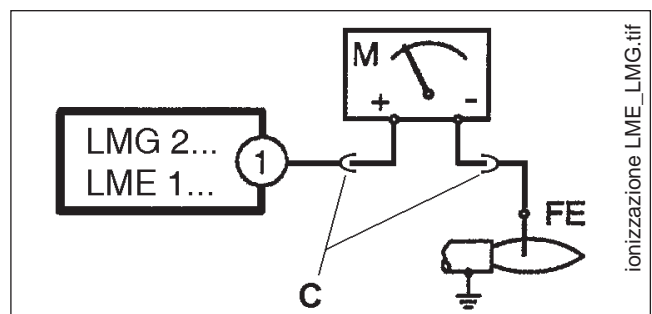 M
+ -
LMG 2...
LME 1...
1
FE
C
ionizzazione LME_LMG.tif